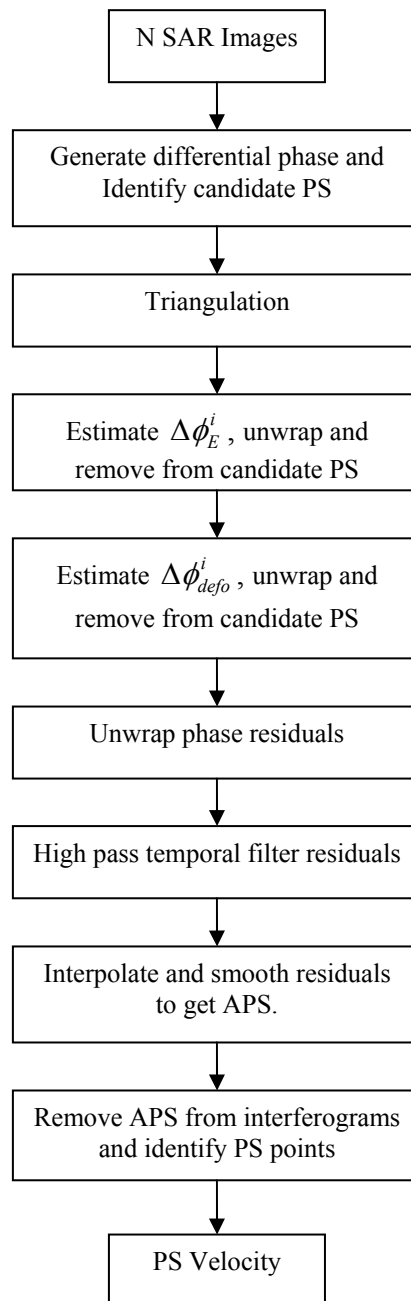 N SAR Images
Generate differential phase and
Identify candidate PS
Triangulation
Estimate Δϕ_E^i , unwrap and
remove from candidate PS
Estimate Δϕ_defo^i , unwrap and
remove from candidate PS
Unwrap phase residuals
High pass temporal filter residuals
Interpolate and smooth residuals
to get APS.
Remove APS from interferograms
and identify PS points
PS Velocity